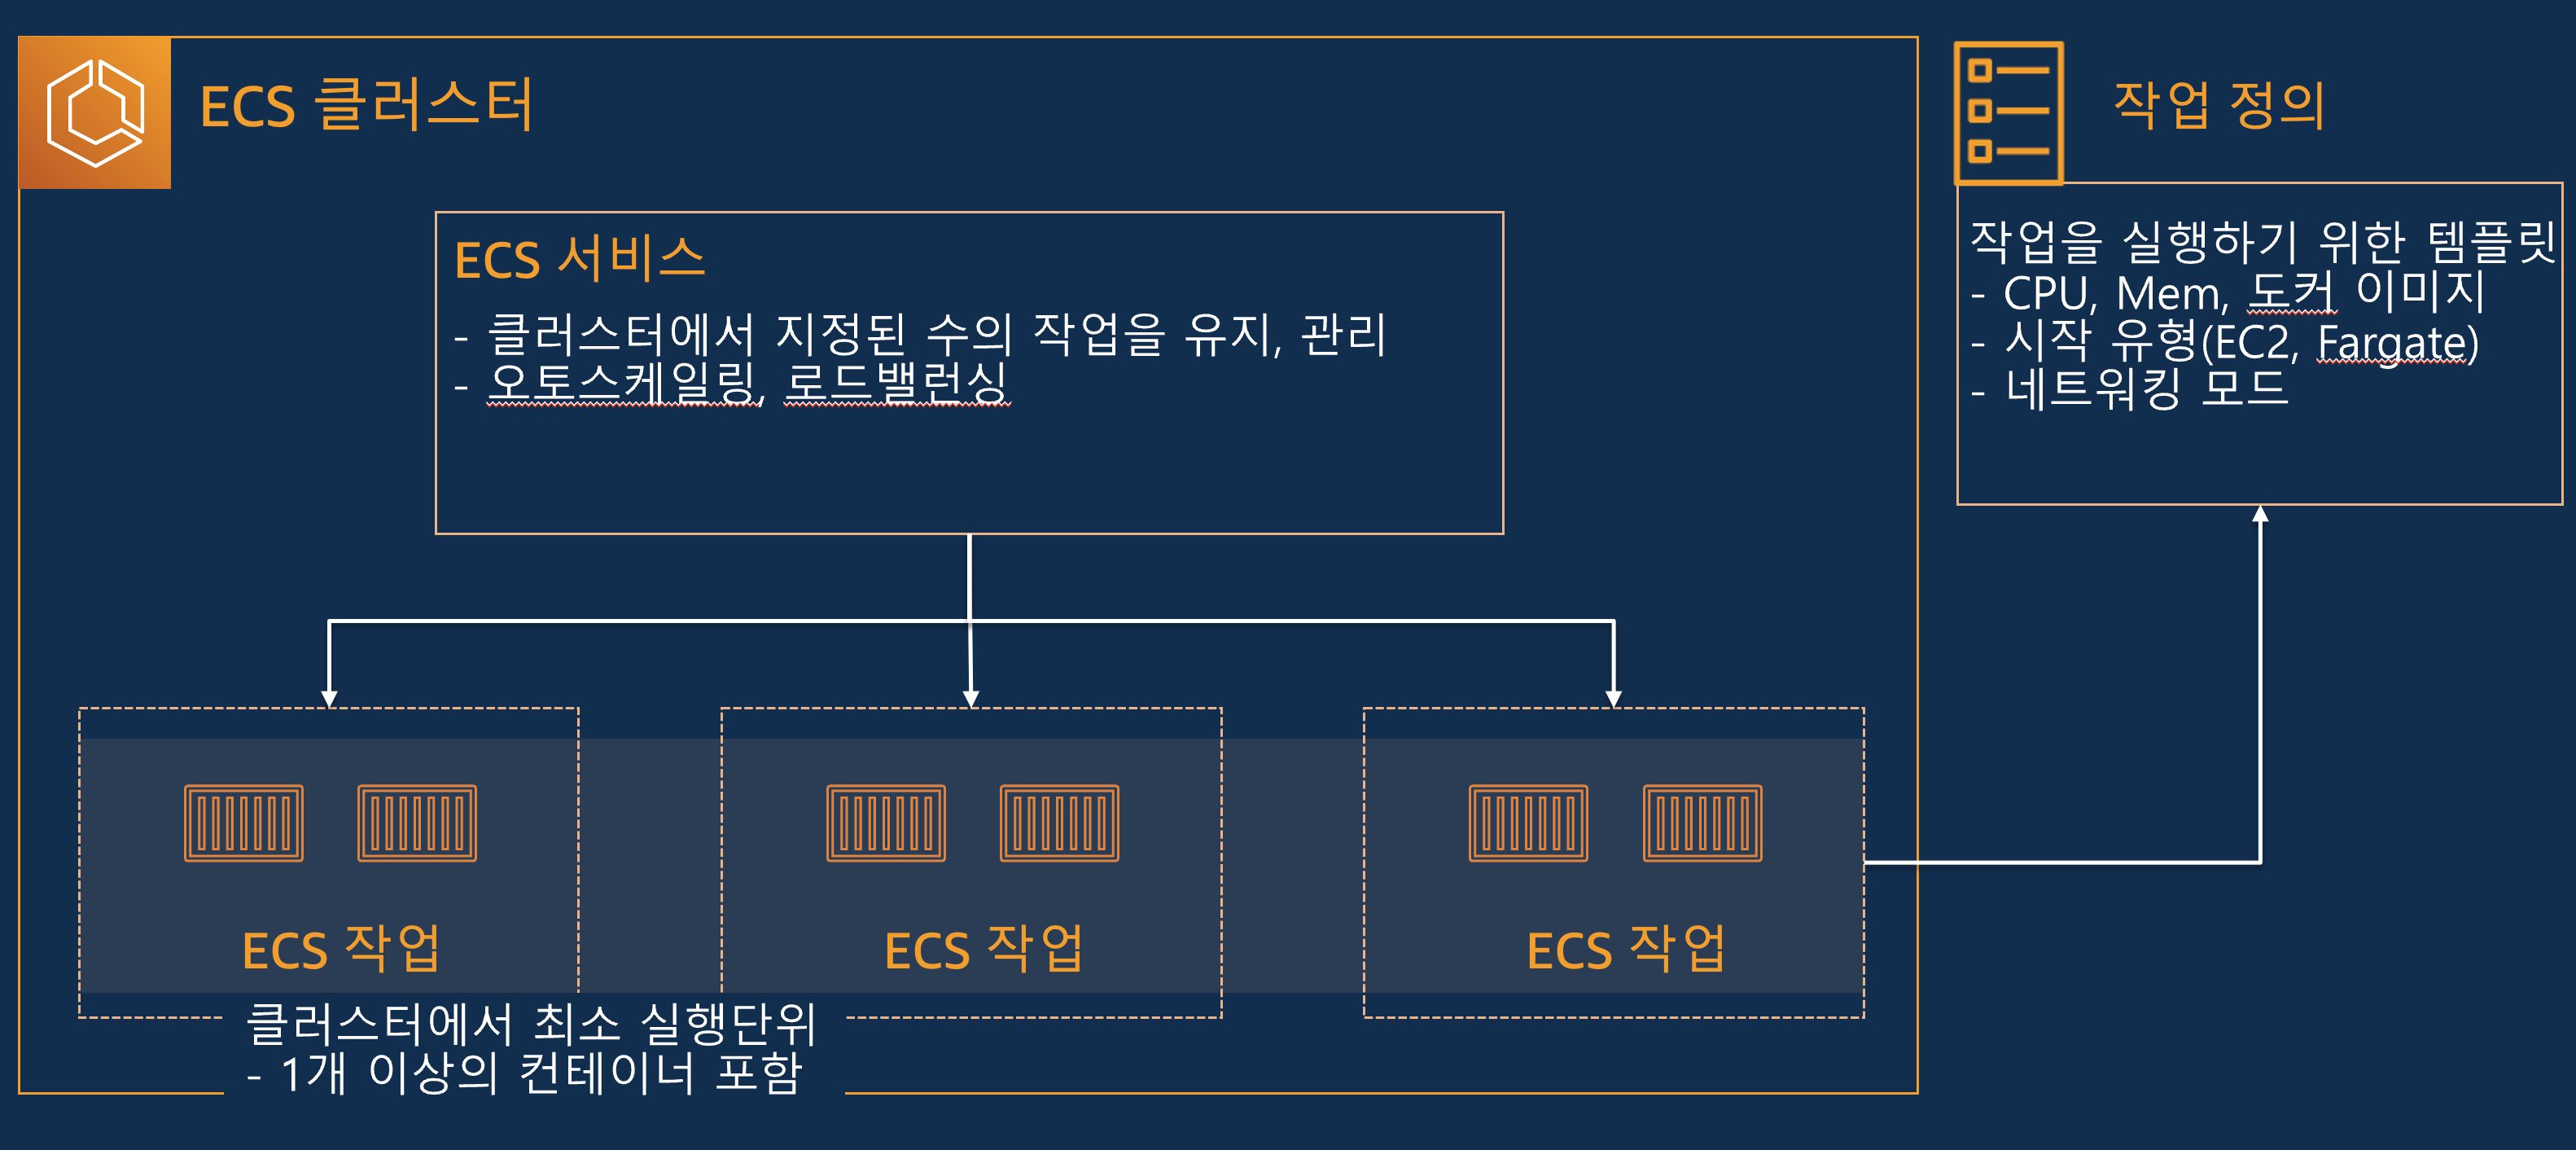 ECS 클러스터
ECS 서비스
- 클러스터에서 지정된 수의 작업을 유지, 관리
- 오토스케일링, 로드밸런싱
작업 정의
작업을 실행하기 위한 템플릿
- CPU, Mem, 도커 이미지
- 시작 유형(EC2, Fargate)
- 네트워킹 모드
ECS 작업
ECS 작업
ECS 작업
클러스터에서 최소 실행단위
- 1개 이상의 컨테이너 포함